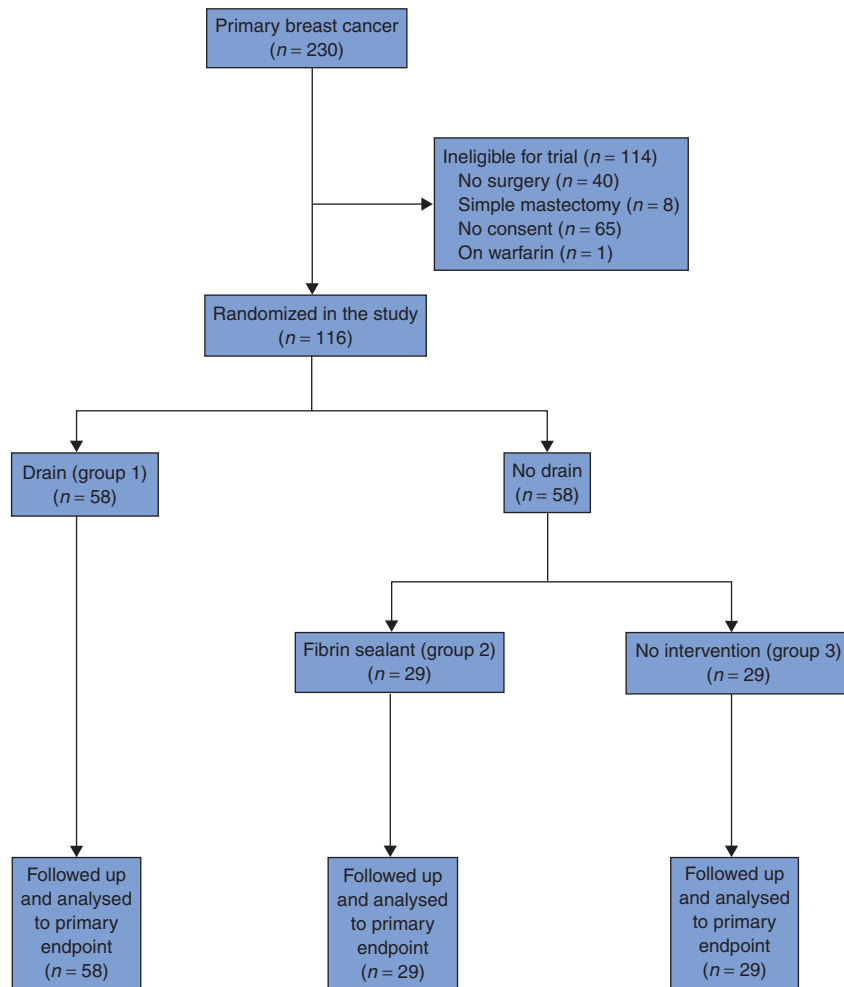 Primary breast cancer
(n = 230)
Ineligible for trial (n = 114)
No surgery (n = 40)
Simple mastectomy (n = 8)
No consent (n = 65)
On warfarin (n = 1)
Randomized in the study
(n = 116)
Drain (group 1)
(n = 58)
No drain
(n = 58)
Fibrin sealant (group 2)
(n = 29)
No intervention (group 3)
(n = 29)
Followed up
and analysed
to primary
endpoint
(n = 58)
Followed up
and analysed
to primary
endpoint
(n = 29)
Followed up
and analysed
to primary
endpoint
(n = 29)